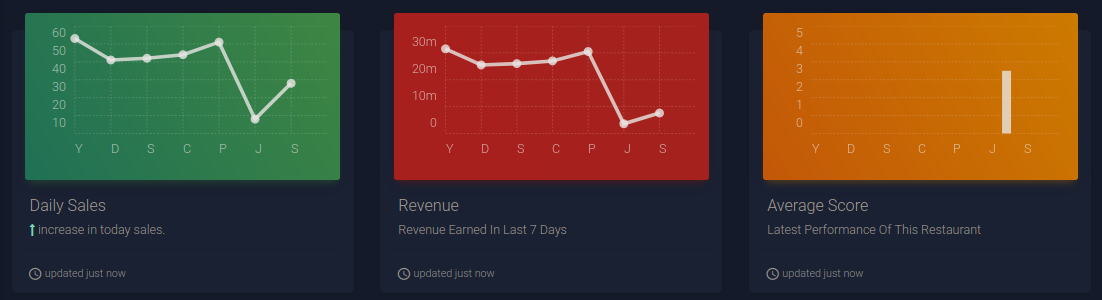 60
50
40
30
20
10
Y D S C P J S
Daily Sales
increase in today sales.
updated just now
30m
20m
10m
0
Y D S C P J S
Revenue
Revenue Earned In Last 7 Days
updated just now
5
4
3
2
1
0
Y D S C P J S
Average Score
Latest Performance Of This Restaurant
updated just now